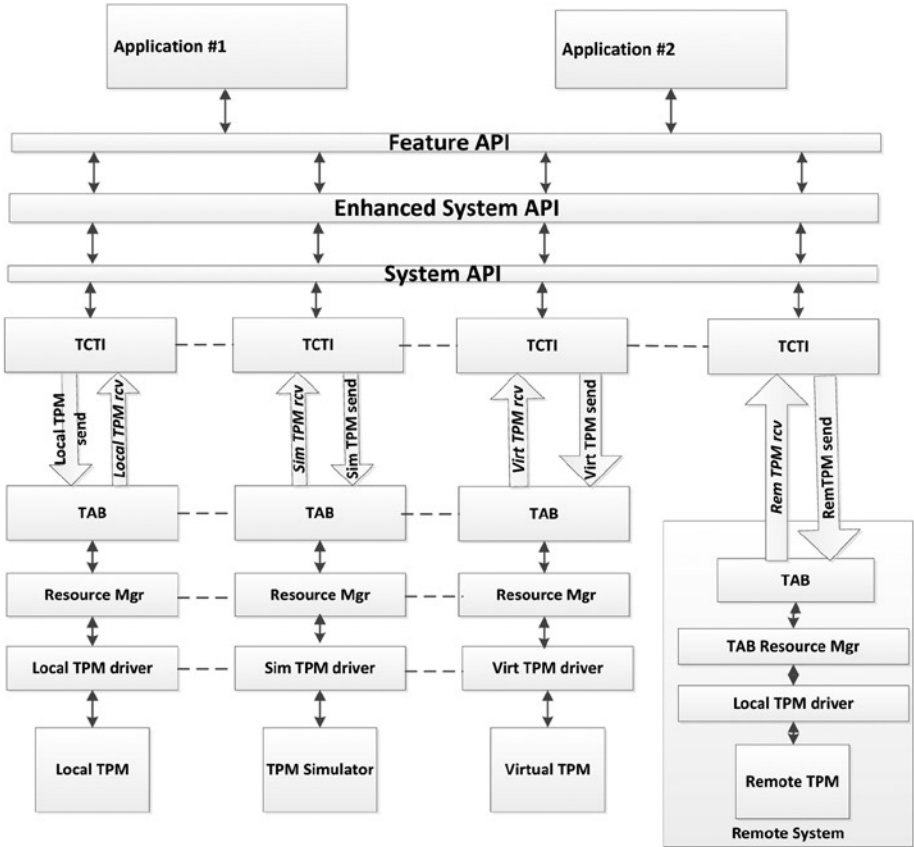 Application #1
Application #2
Feature API
Enhanced System API
System API
TCTI
TCTI
TCTI
TCTI
Local TPM
send
Local TPM rcv
Sim TPM rcv
Sim TPM send
Virt TPM rcv
Virt TPM send
Rem TPM rcv
RemTPM send
TAB
TAB
TAB
TAB
Resource Mgr
Resource Mgr
Resource Mgr
TAB Resource Mgr
Local TPM driver
Sim TPM driver
Virt TPM driver
Local TPM driver
Local TPM
TPM Simulator
Virtual TPM
Remote TPM
Remote System